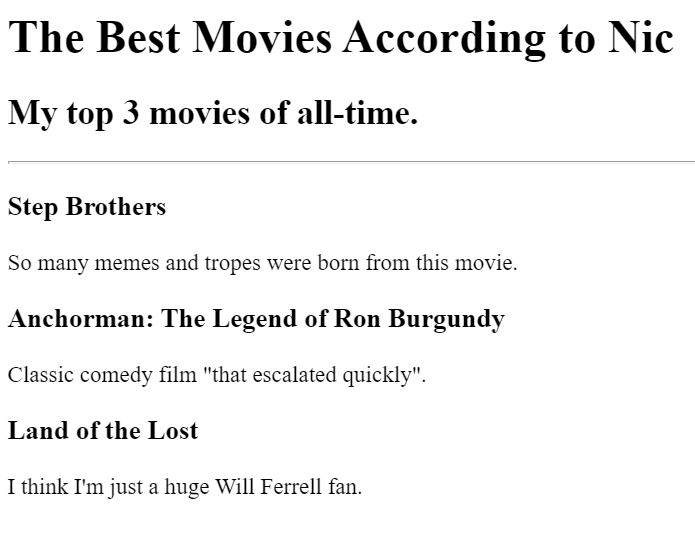 The Best Movies According to Nic
My top 3 movies of all-time.
Step Brothers
So many memes and tropes were born from this movie.
Anchorman: The Legend of Ron Burgundy
Classic comedy film "that escalated quickly".
Land of the Lost
I think I'm just a huge Will Ferrell fan.